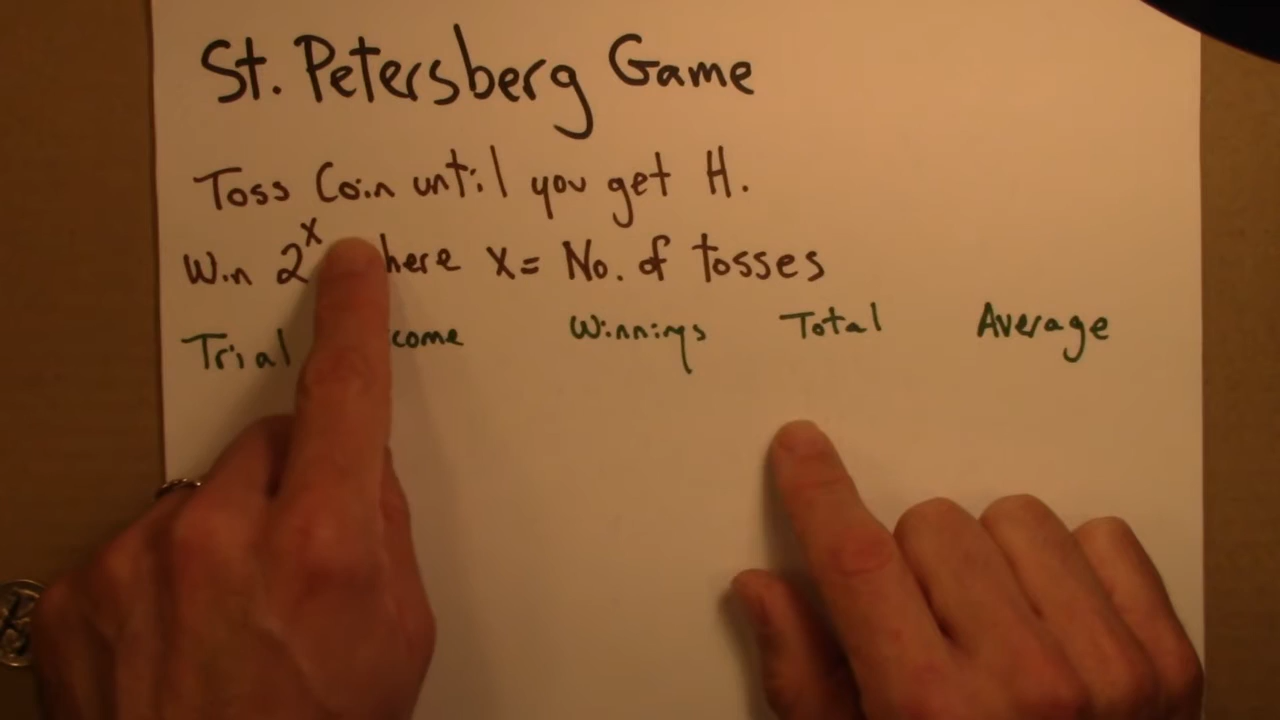 St. Petersberg Game
Toss Coin until you get H.
Win 2^x here x = No. of tosses
Trial come Winnings Total Average